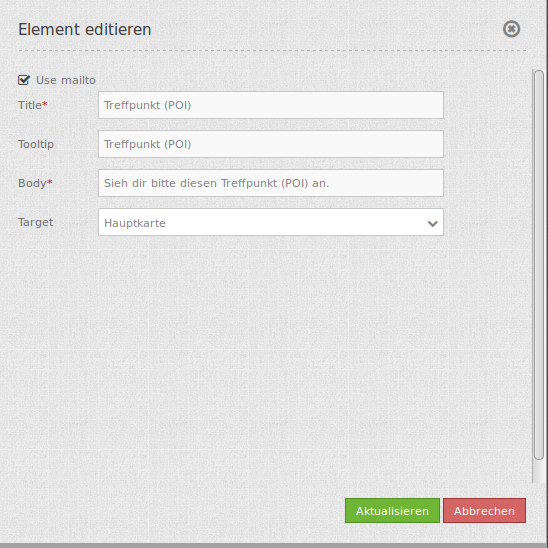 Element editieren
Use mailto
Title* Treffpunkt (POI)
Tooltip Treffpunkt (POI)
Body* Sieh dir bitte diesen Treffpunkt (POI) an.
Target Hauptkarte
Aktualisieren Abbrechen